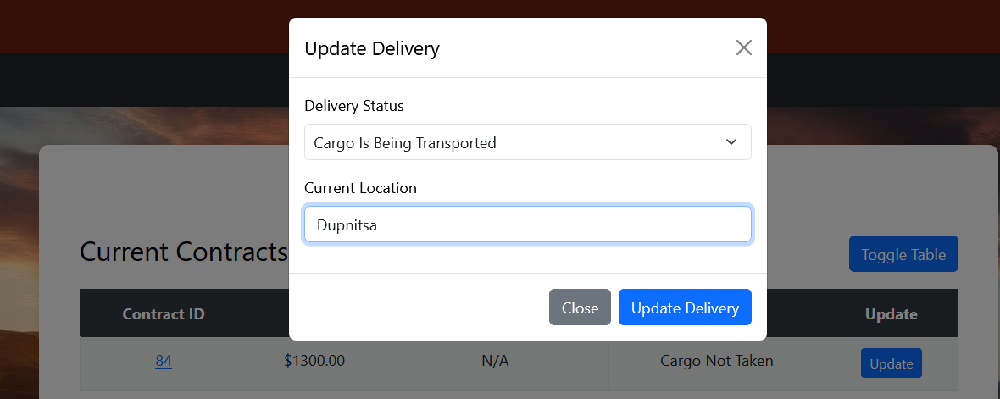 Update Delivery
Delivery Status
Cargo Is Being Transported
Current Location
Dupnitsa
Close Update Delivery
Current Contracts
Toggle Table
Contract ID Update
84 $1300.00 N/A Cargo Not Taken Update